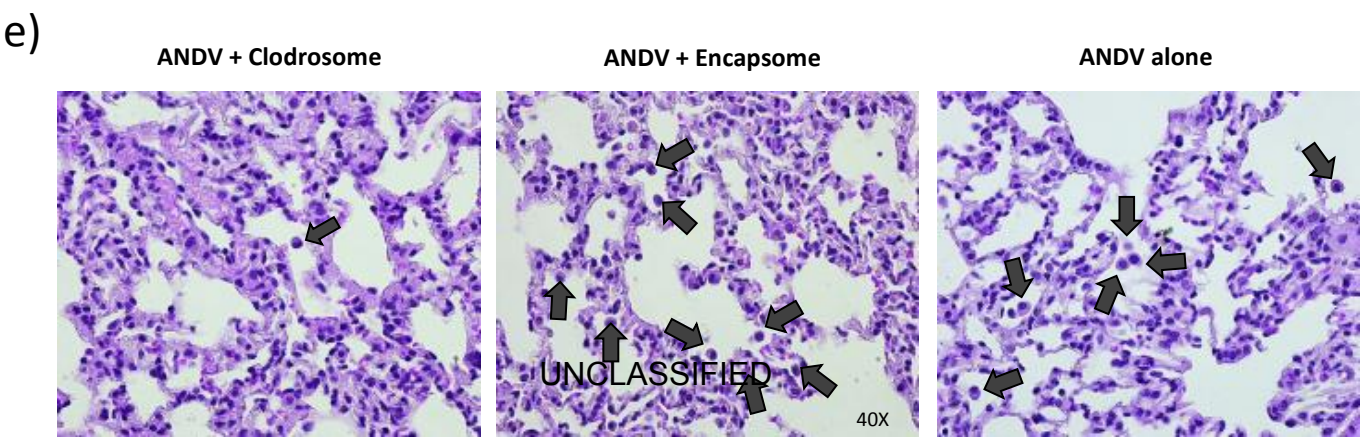 e)
ANDV + Clodrosome
ANDV + Encapsome
ANDV alone
UNCLASSIFIED
40X